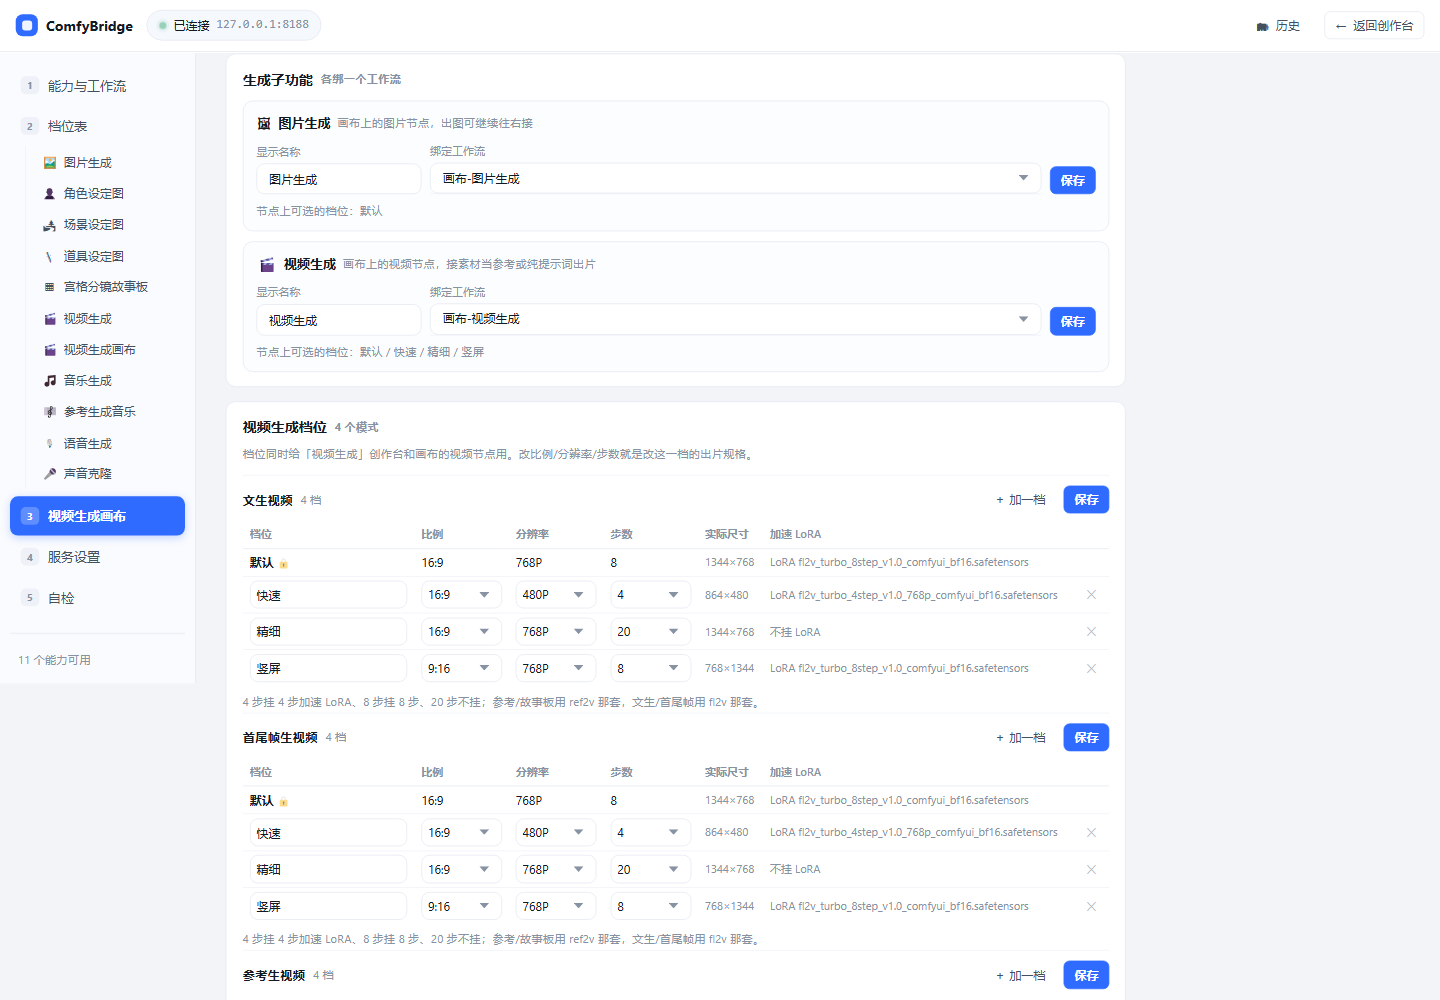 ComfyBridge
已连接 127.0.0.1:8188
历史
← 返回创作台
1 能力与工作流
2 档位表
图片生成
角色设定图
场景设定图
道具设定图
宫格分镜故事板
视频生成
视频生成画布
音乐生成
参考生成音乐
语音生成
声音克隆
3 视频生成画布
4 服务设置
5 自检
11 个能力可用
生成子功能 各绑一个工作流
图片生成 画布上的图片节点，出图可继续往右接
显示名称 绑定工作流
图片生成 画布-图片生成 保存
节点上可选的档位：默认
视频生成 画布上的视频节点，接素材当参考或纯提示词出片
显示名称 绑定工作流
视频生成 画布-视频生成 保存
节点上可选的档位：默认 / 快速 / 精细 / 竖屏
视频生成档位 4 个模式
档位同时给「视频生成」创作台和画布的视频节点用。改比例/分辨率/步数就是改这一档的出片规格。
文生视频 4 档 + 加一档 保存
档位 比例 分辨率 步数 实际尺寸 加速 LoRA
默认 16:9 768P 8 1344×768 LoRA fl2v_turbo_8step_v1.0_comfyui_bf16.safetensors
快速 16:9 480P 4 864×480 LoRA fl2v_turbo_4step_v1.0_768p_comfyui_bf16.safetensors
精细 16:9 768P 20 1344×768 不挂 LoRA
竖屏 9:16 768P 8 768×1344 LoRA fl2v_turbo_8step_v1.0_comfyui_bf16.safetensors
4 步挂 4 步加速 LoRA、8 步挂 8 步、20 步不挂；参考/故事板用 ref2v 那套，文生/首尾帧用 fl2v 那套。
首尾帧生视频 4 档 + 加一档 保存
档位 比例 分辨率 步数 实际尺寸 加速 LoRA
默认 16:9 768P 8 1344×768 LoRA fl2v_turbo_8step_v1.0_comfyui_bf16.safetensors
快速 16:9 480P 4 864×480 LoRA fl2v_turbo_4step_v1.0_768p_comfyui_bf16.safetensors
精细 16:9 768P 20 1344×768 不挂 LoRA
竖屏 9:16 768P 8 768×1344 LoRA fl2v_turbo_8step_v1.0_comfyui_bf16.safetensors
4 步挂 4 步加速 LoRA、8 步挂 8 步、20 步不挂；参考/故事板用 ref2v 那套，文生/首尾帧用 fl2v 那套。
参考生视频 4 档 + 加一档 保存